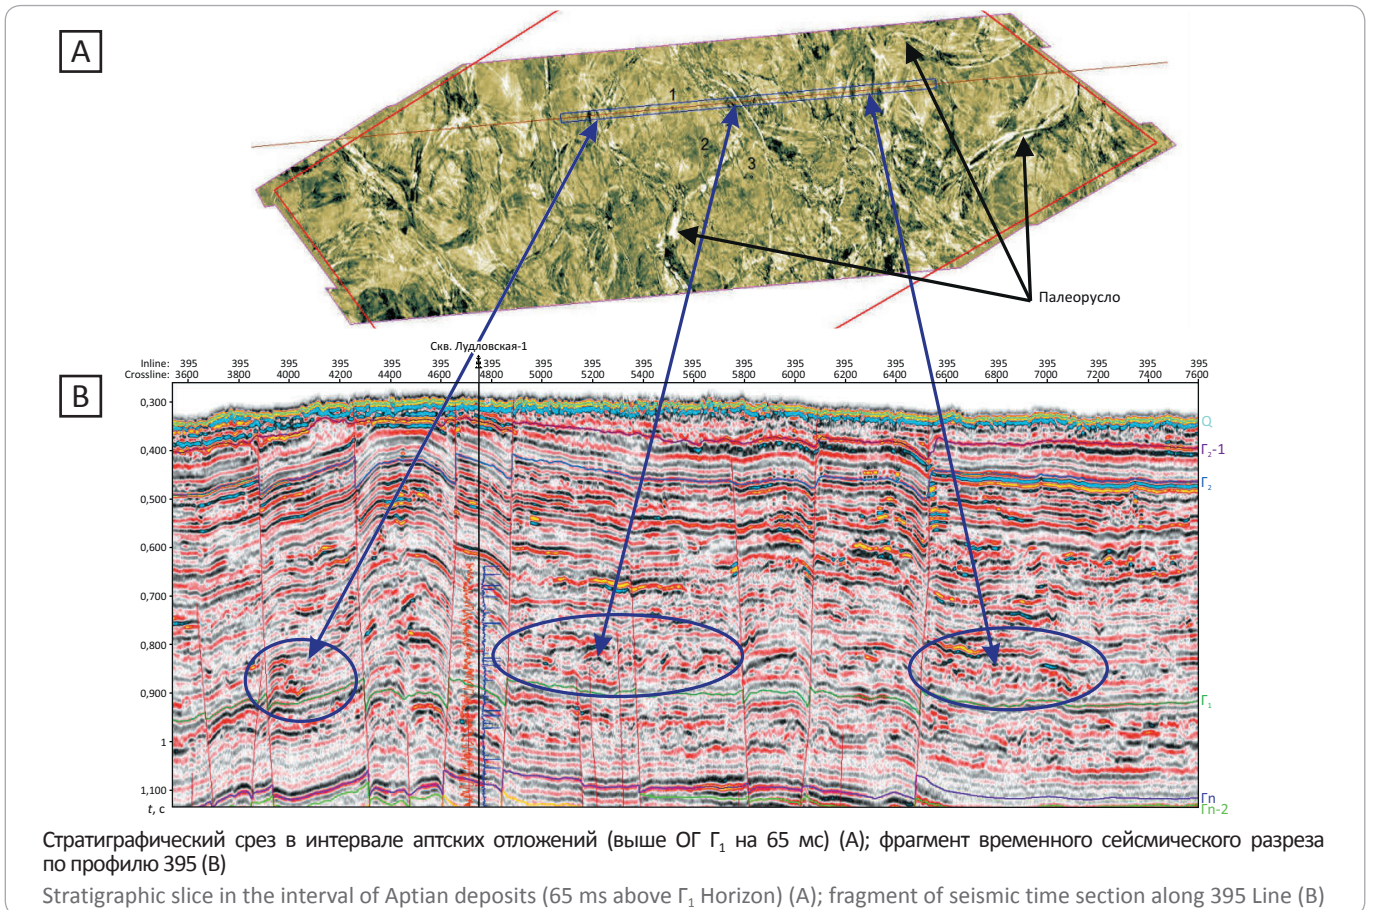 A
1
2
3
Палеорусло
Скв. Лудловская-1
Inline: 395 395 395 395 395 395 395 395 395 395 395 395 395 395 395 395 395 395 395 395 395
Crossline: 3600 3800 4000 4200 4400 4600 4800 5000 5200 5600 5800 6000 6200 6400 6600 6800 7000 7200 7400 7600
B
0,300
Q
0,400
Г₂-1
Г₂
0,500
0,600
0,700
0,800
0,900
Г₁
1
1,100
Гп
t, с
Гп-2
Стратиграфический срез в интервале аптских отложений (выше ОГ Г₁ на 65 мс) (А); фрагмент временного сейсмического разреза
по профилю 395 (В)
Stratigraphic slice in the interval of Aptian deposits (65 ms above Г₁ Horizon) (A); fragment of seismic time section along 395 Line (B)